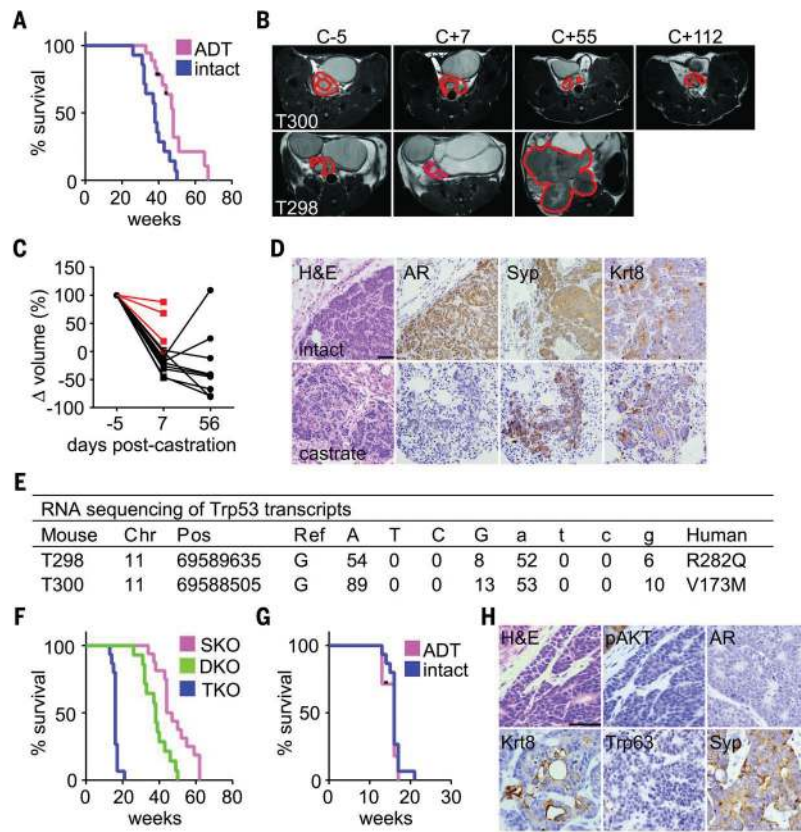 A
% survival
100
50
0
0 20 40 60 80
weeks
ADT
intact
B
C-5 C+7 C+55 C+112
T300
T298
C
Δ volume (%)
150
100
50
0
-50
-100
-5 7 56
days post-castration
D
H&E AR Syp Krt8
intact
castrate
E
RNA sequencing of Trp53 transcripts
Mouse Chr Pos Ref A T C G a t c g Human
T298 11 69589635 G 54 0 0 8 52 0 0 6 R282Q
T300 11 69588505 G 89 0 0 13 53 0 0 10 V173M
F
% survival
100
50
0
0 20 40 60 80
weeks
SKO
DKO
TKO
G
% survival
100
50
0
0 10 20 30
weeks
ADT
intact
H
H&E pAKT AR
Krt8 Trp63 Syp